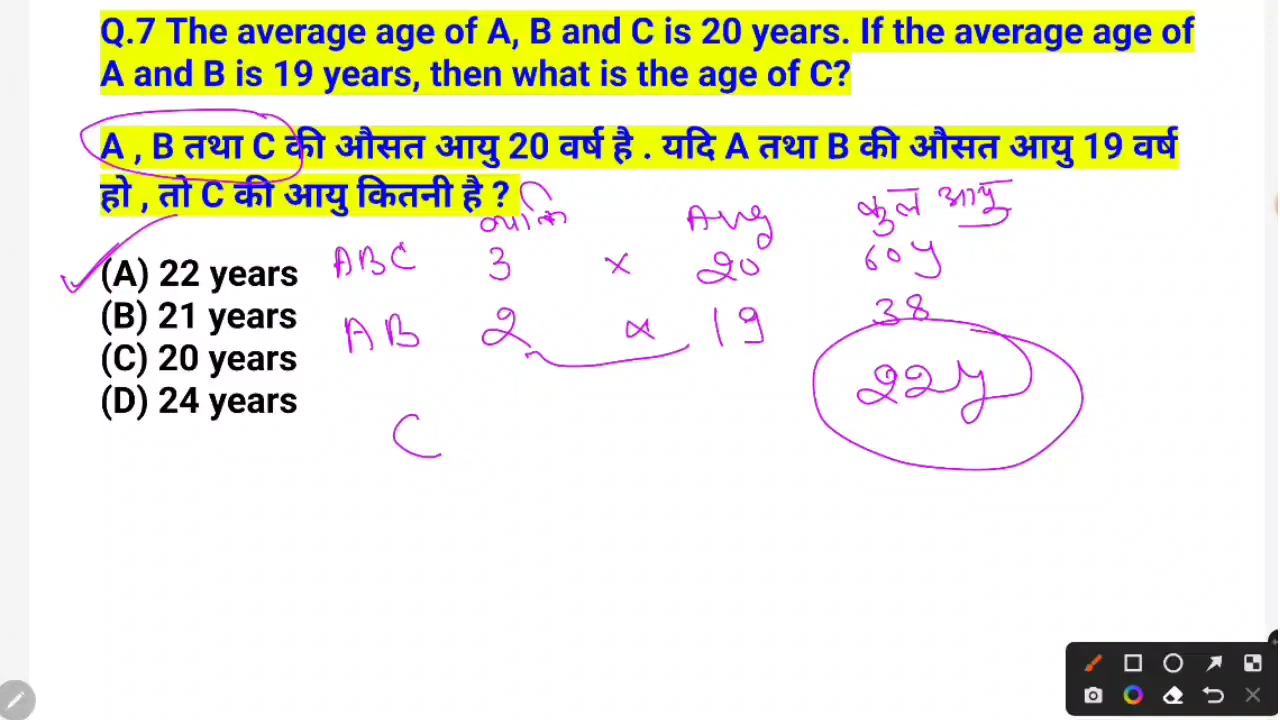 Q.7 The average age of A, B and C is 20 years. If the average age of
A and B is 19 years, then what is the age of C?
A , B तथा C की औसत आयु 20 वर्ष है . यदि A तथा B की औसत आयु 19 वर्ष
हो , तो C की आयु कितनी है ?
व्यक्ति Avg कुल आयु
(A) 22 years
ABC 3 × 20 60y
(B) 21 years
AB 2 × 19 38
(C) 20 years
22y
(D) 24 years
C